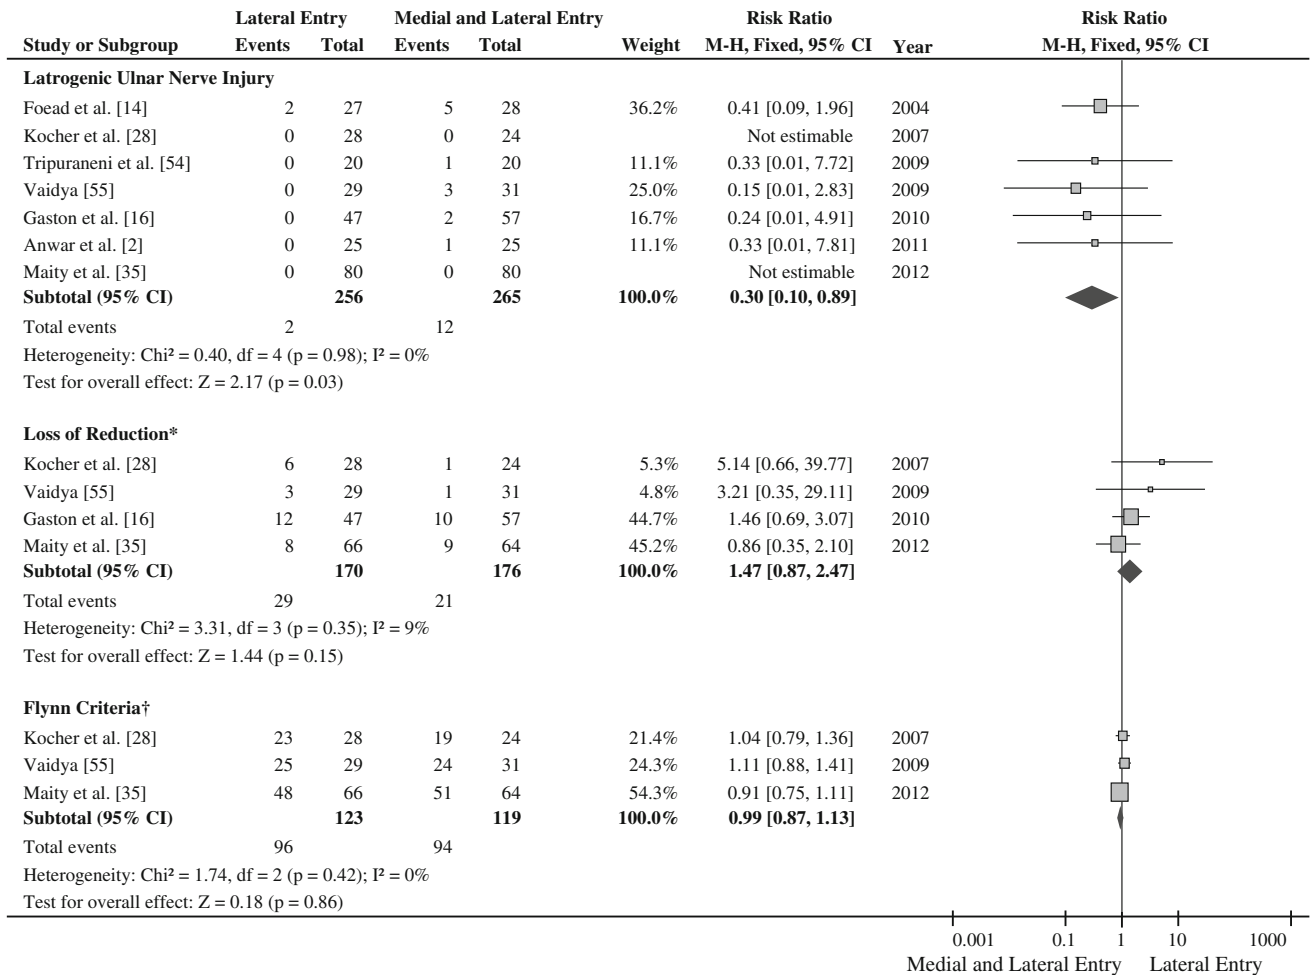 Lateral Entry Medial and Lateral Entry Risk Ratio Risk Ratio
Study or Subgroup Events Total Events Total Weight M-H, Fixed, 95% CI Year M-H, Fixed, 95% CI
Latrogenic Ulnar Nerve Injury
Foead et al. [14] 2 27 5 28 36.2% 0.41 [0.09, 1.96] 2004
Kocher et al. [28] 0 28 0 24 Not estimable 2007
Tripuraneni et al. [54] 0 20 1 20 11.1% 0.33 [0.01, 7.72] 2009
Vaidya [55] 0 29 3 31 25.0% 0.15 [0.01, 2.83] 2009
Gaston et al. [16] 0 47 2 57 16.7% 0.24 [0.01, 4.91] 2010
Anwar et al. [2] 0 25 1 25 11.1% 0.33 [0.01, 7.81] 2011
Maity et al. [35] 0 80 0 80 Not estimable 2012
Subtotal (95% CI) 256 265 100.0% 0.30 [0.10, 0.89]
Total events 2 12
Heterogeneity: Chi² = 0.40, df = 4 (p = 0.98); I² = 0%
Test for overall effect: Z = 2.17 (p = 0.03)
Loss of Reduction*
Kocher et al. [28] 6 28 1 24 5.3% 5.14 [0.66, 39.77] 2007
Vaidya [55] 3 29 1 31 4.8% 3.21 [0.35, 29.11] 2009
Gaston et al. [16] 12 47 10 57 44.7% 1.46 [0.69, 3.07] 2010
Maity et al. [35] 8 66 9 64 45.2% 0.86 [0.35, 2.10] 2012
Subtotal (95% CI) 170 176 100.0% 1.47 [0.87, 2.47]
Total events 29 21
Heterogeneity: Chi² = 3.31, df = 3 (p = 0.35); I² = 9%
Test for overall effect: Z = 1.44 (p = 0.15)
Flynn Criteria†
Kocher et al. [28] 23 28 19 24 21.4% 1.04 [0.79, 1.36] 2007
Vaidya [55] 25 29 24 31 24.3% 1.11 [0.88, 1.41] 2009
Maity et al. [35] 48 66 51 64 54.3% 0.91 [0.75, 1.11] 2012
Subtotal (95% CI) 123 119 100.0% 0.99 [0.87, 1.13]
Total events 96 94
Heterogeneity: Chi² = 1.74, df = 2 (p = 0.42); I² = 0%
Test for overall effect: Z = 0.18 (p = 0.86)
0.001 0.1 1 10 1000
Medial and Lateral Entry Lateral Entry